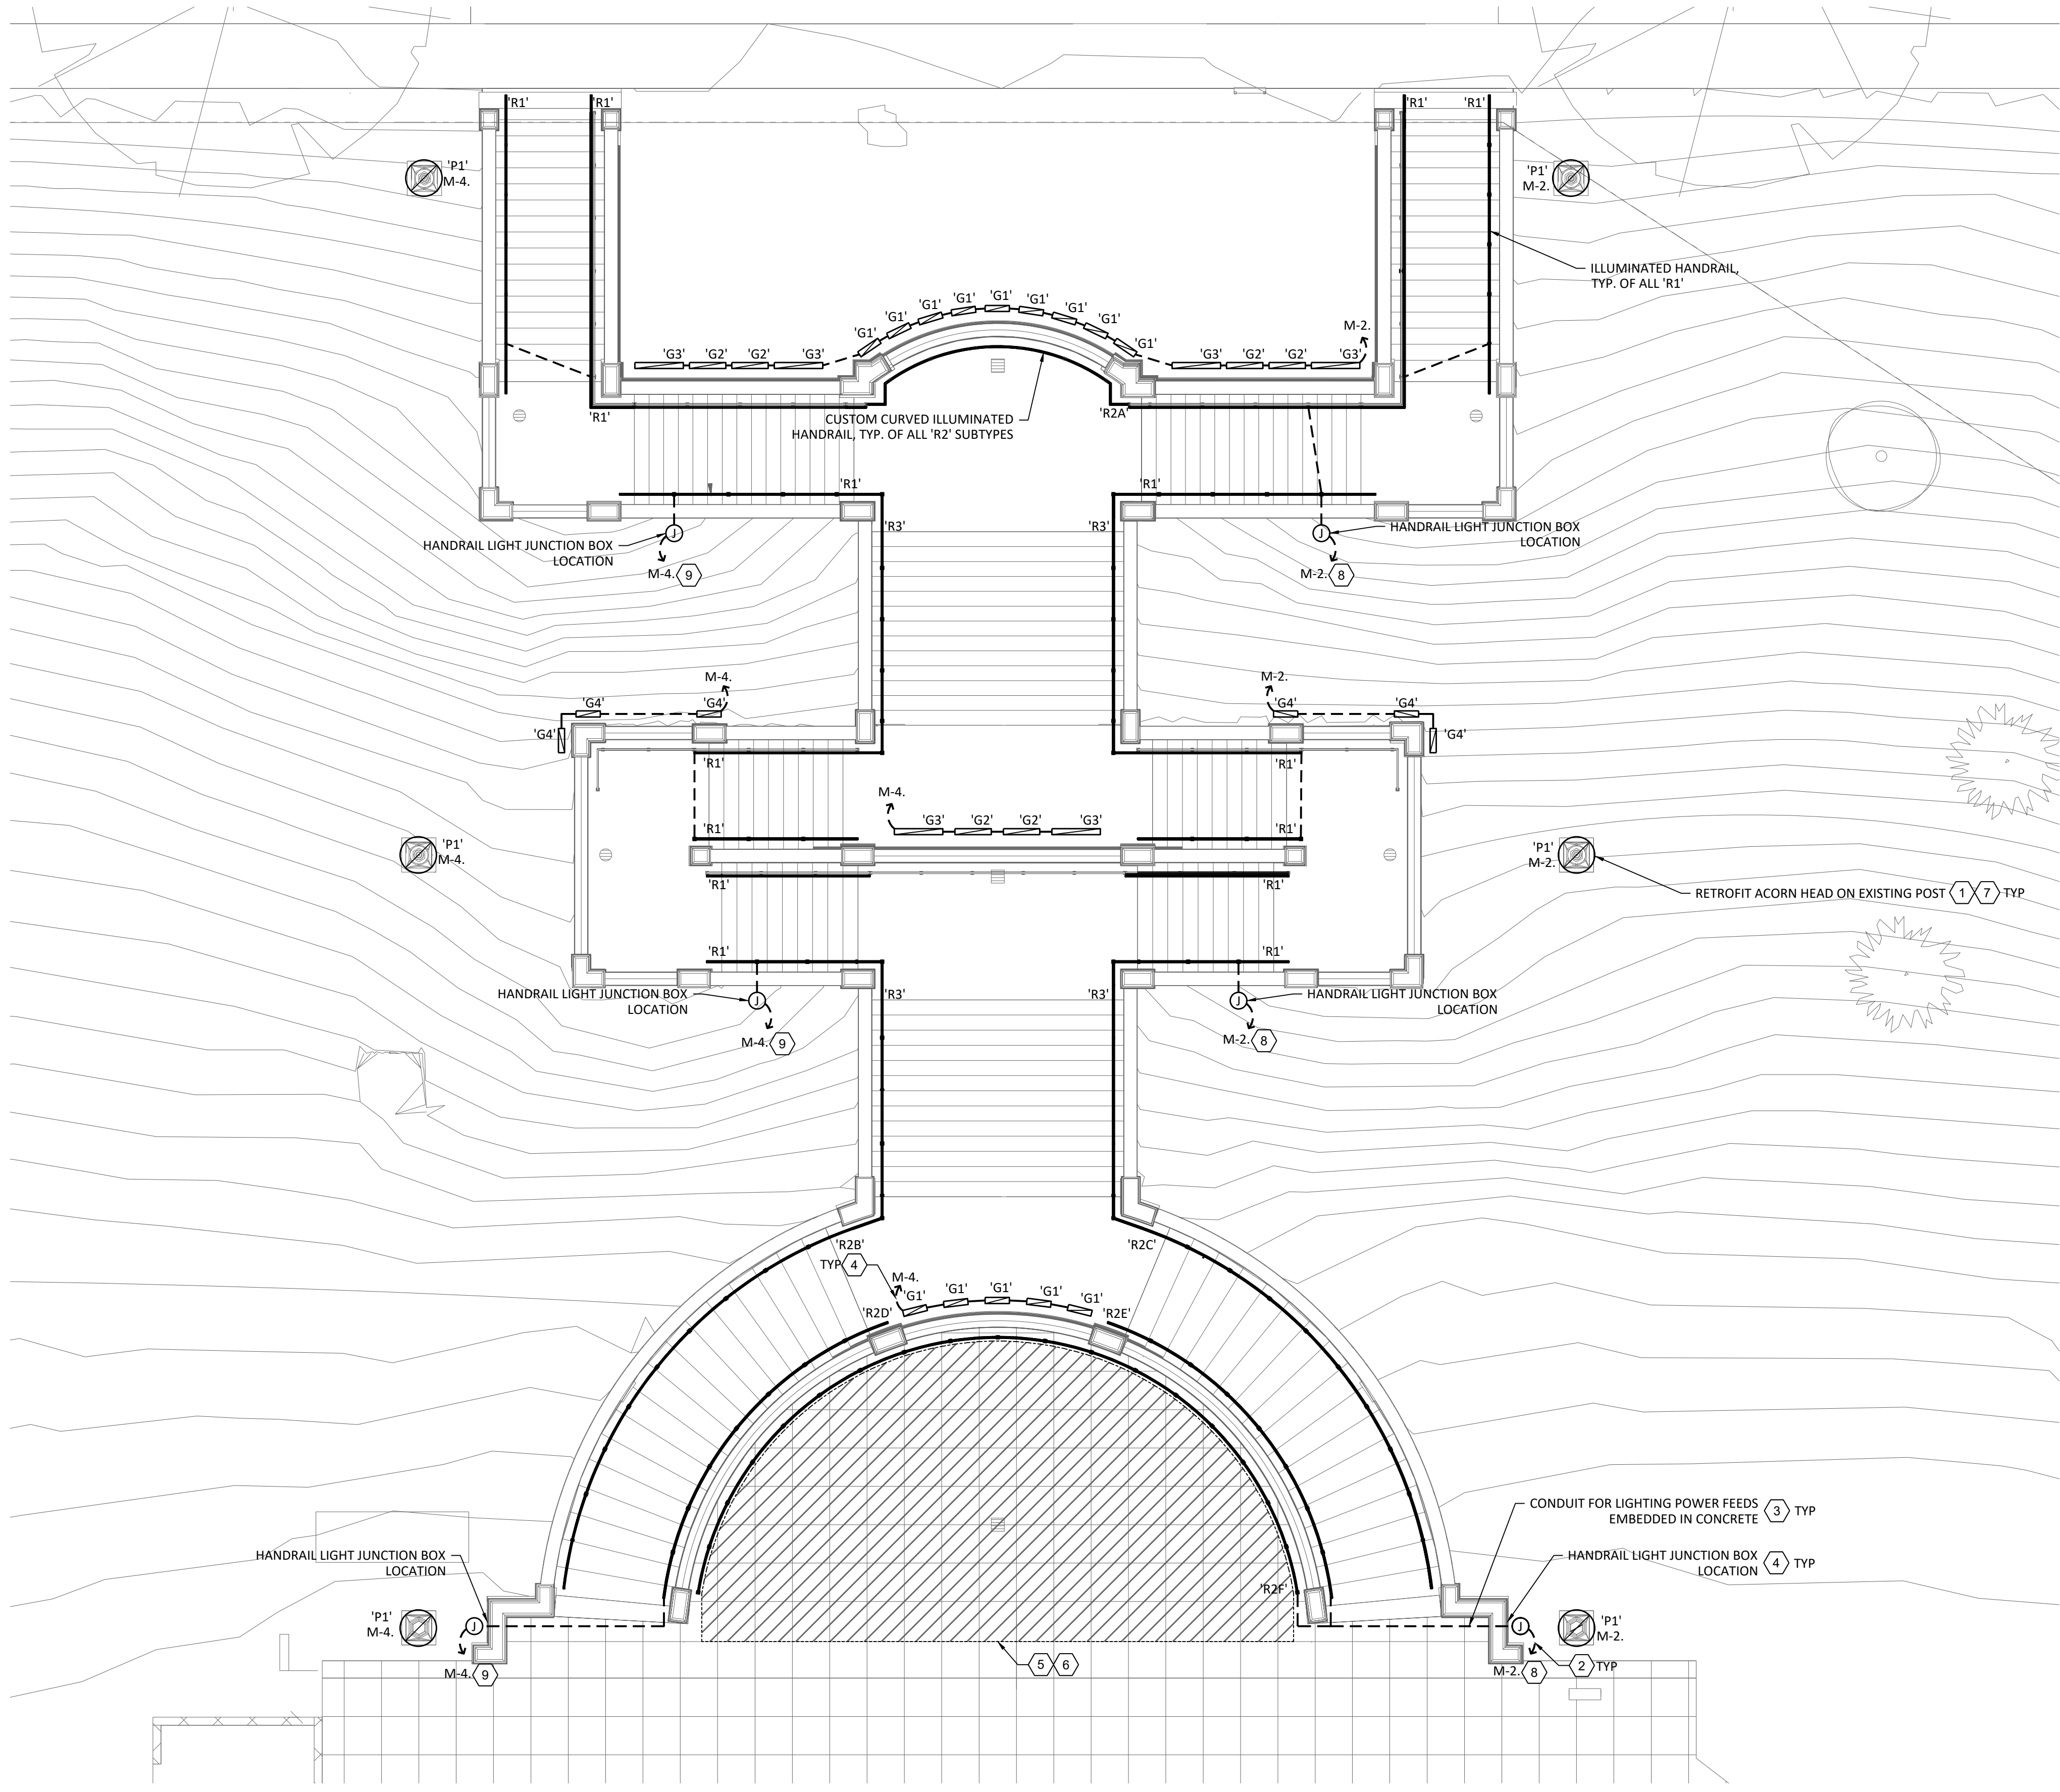 'R1' 'R1' 'R1' 'R1'
'P1'
M-4.
'P1'
M-2.
ILLUMINATED HANDRAIL,
TYP. OF ALL 'R1'
'G1' 'G1' 'G1' 'G1' 'G1' 'G1' 'G1' 'G1' 'G1'
M-2.
'G3' 'G2' 'G2' 'G3'
'G3' 'G2' 'G2' 'G3'
'R1'
CUSTOM CURVED ILLUMINATED
HANDRAIL, TYP. OF ALL 'R2' SUBTYPES
'R2A'
'R1' 'R1'
'R3' 'R3'
HANDRAIL LIGHT JUNCTION BOX
LOCATION
J
M-4. 9
HANDRAIL LIGHT JUNCTION BOX
LOCATION
J
M-2. 8
M-4.
'G4' 'G4'
'G4'
M-2.
'G4' 'G4'
'G4'
'R1' 'R1'
M-4.
'G3' 'G2' 'G2' 'G3'
'R1' 'R1'
'P1'
M-4.
'P1'
M-2.
'R1' 'R1'
RETROFIT ACORN HEAD ON EXISTING POST 1 7 TYP
'R1' 'R1'
'R3' 'R3'
HANDRAIL LIGHT JUNCTION BOX
LOCATION
J
M-4. 9
HANDRAIL LIGHT JUNCTION BOX
LOCATION
J
M-2. 8
'R2B' 'R2C'
TYP 4
M-4.
'G1' 'G1' 'G1' 'G1' 'G1'
'R2D' 'R2E'
CONDUIT FOR LIGHTING POWER FEEDS
EMBEDDED IN CONCRETE 3 TYP
HANDRAIL LIGHT JUNCTION BOX
LOCATION
HANDRAIL LIGHT JUNCTION BOX
LOCATION 4 TYP
'R2F'
'P1'
M-4.
J
J
'P1'
M-2.
M-4. 9
5 6
M-2. 8
2 TYP